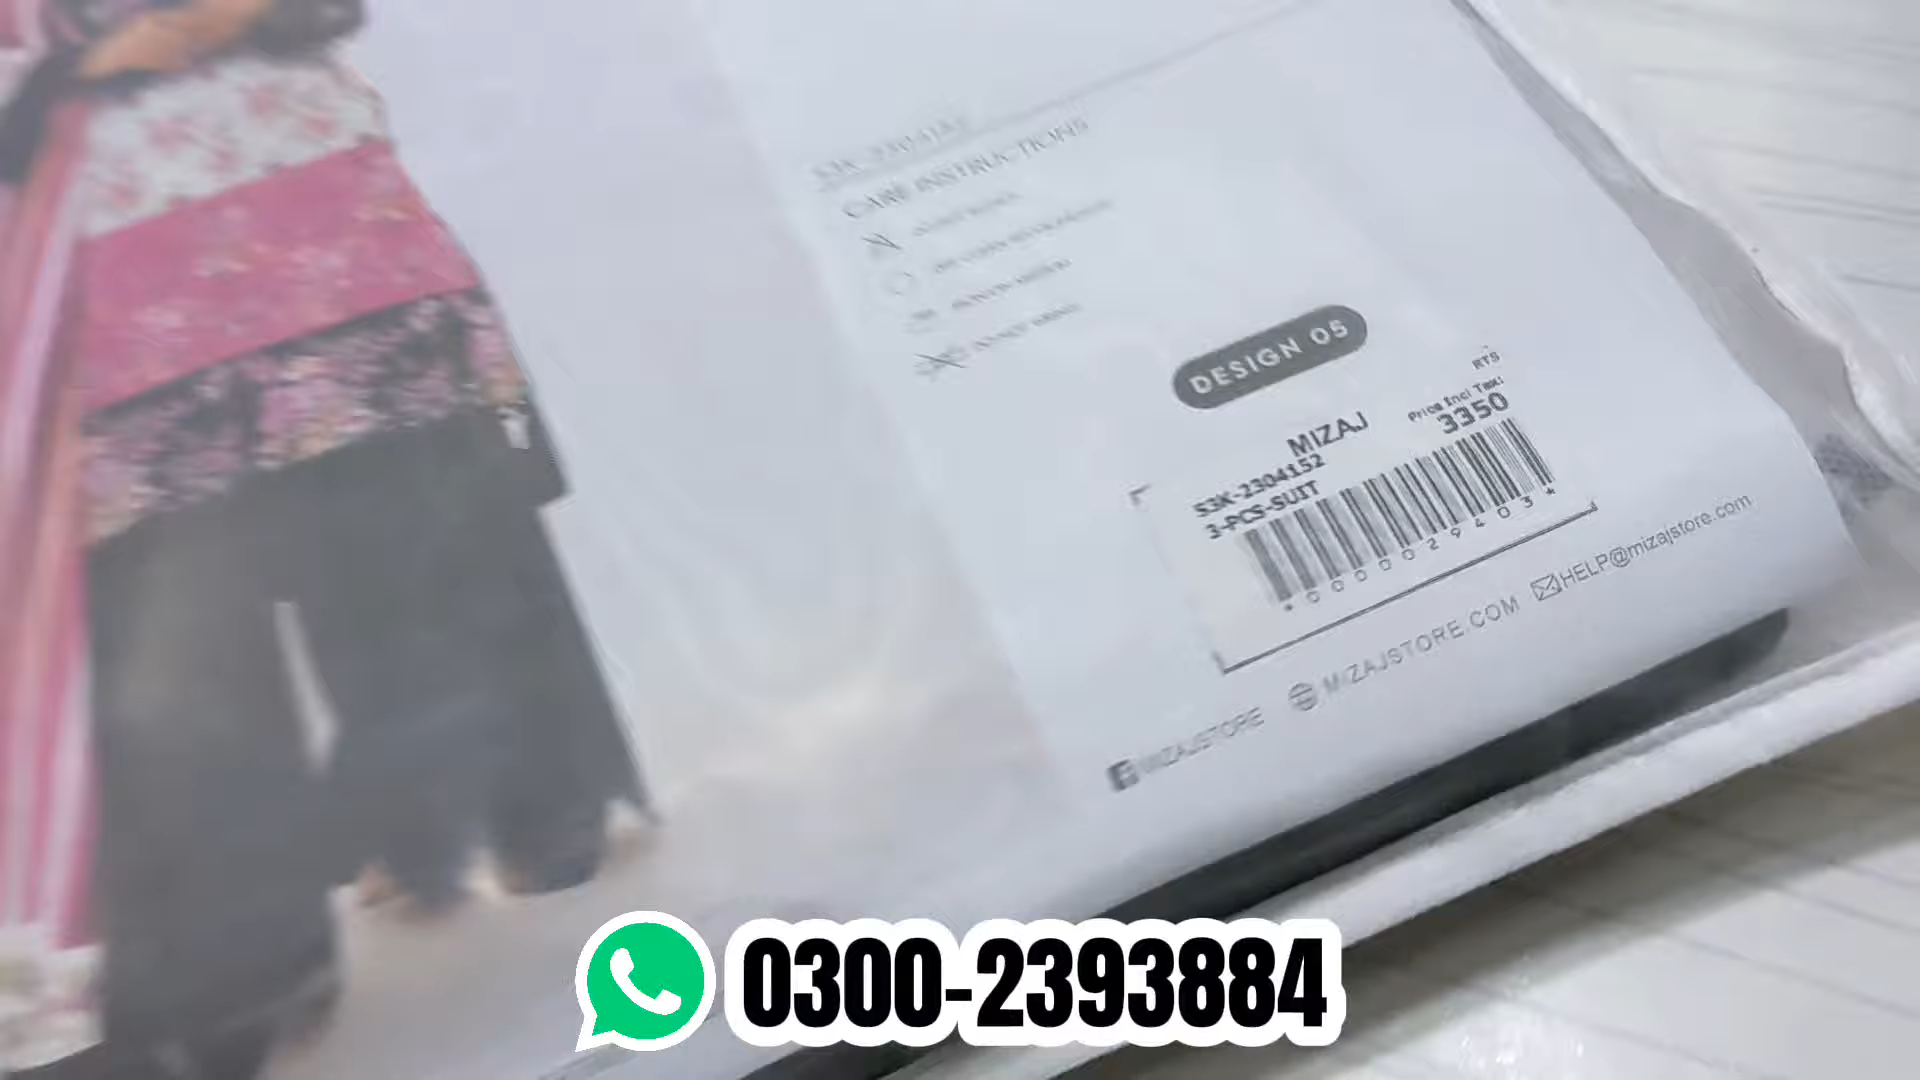 CARE INSTRUCTIONS
DESIGN 05
RTS
Price Incl Tax:
3350
MIZAJ
S3K-2304152
3-PCS-SUIT
*0000029403*
MIZAJSTORE
MIZAJSTORE.COM
HELP@mizajstore.com
0300-2393884